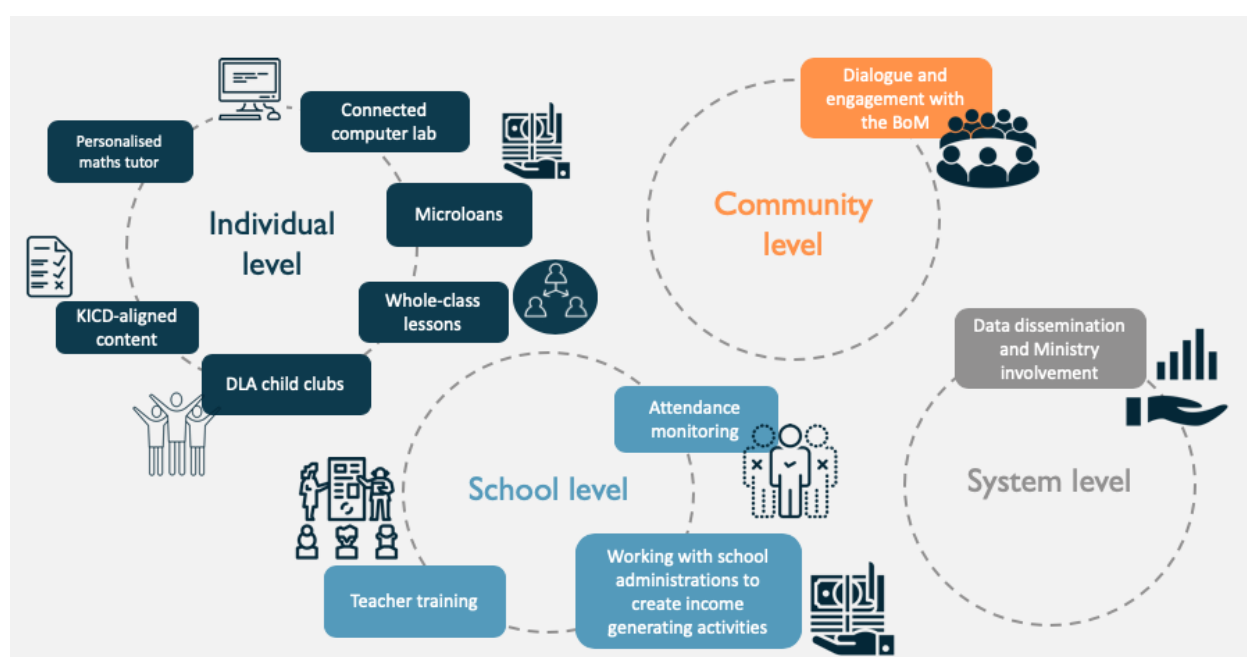 Personalised
maths tutor
Connected
computer lab
Microloans
Individual
level
Whole-class
lessons
KICD-aligned
content
DLA child clubs
Dialogue and
engagement with
the BoM
Community
level
Attendance
monitoring
School level
Teacher training
Working with school
administrations to
create income
generating activities
Data dissemination
and Ministry
involvement
System level